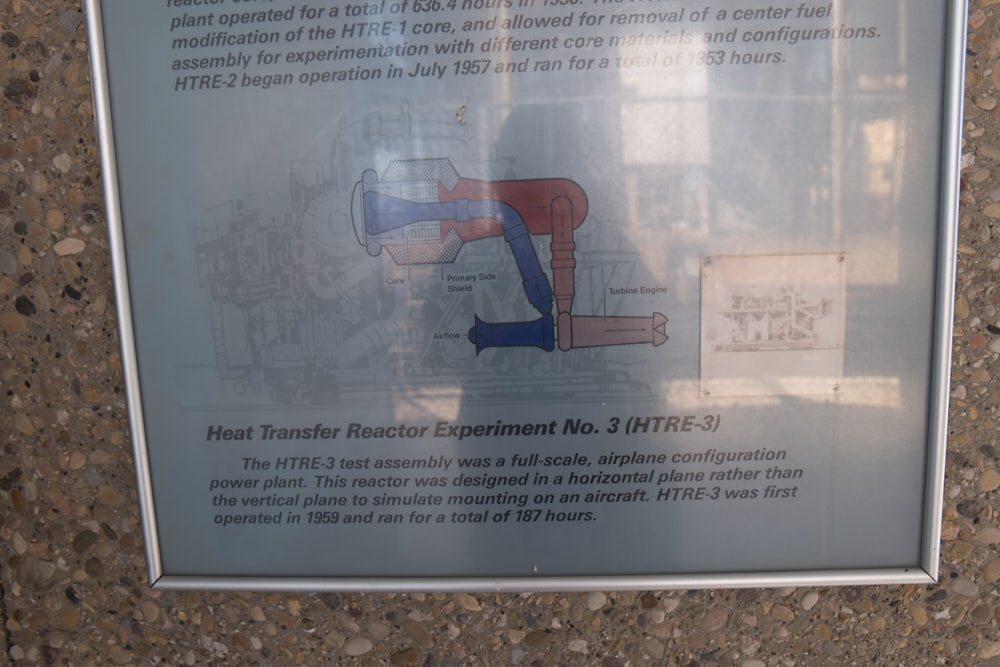 reactor core,
plant operated for a total of 636.4 hours in 1958. The
modification of the HTRE-1 core, and allowed for removal of a center fuel
assembly for experimentation with different core materials and configurations.
HTRE-2 began operation in July 1957 and ran for a total of 1353 hours.
Core
Primary Side
Shield
Turbine Engine
Airflow
Heat Transfer Reactor Experiment No. 3 (HTRE-3)
The HTRE-3 test assembly was a full-scale, airplane configuration
power plant. This reactor was designed in a horizontal plane rather than
the vertical plane to simulate mounting on an aircraft. HTRE-3 was first
operated in 1959 and ran for a total of 187 hours.